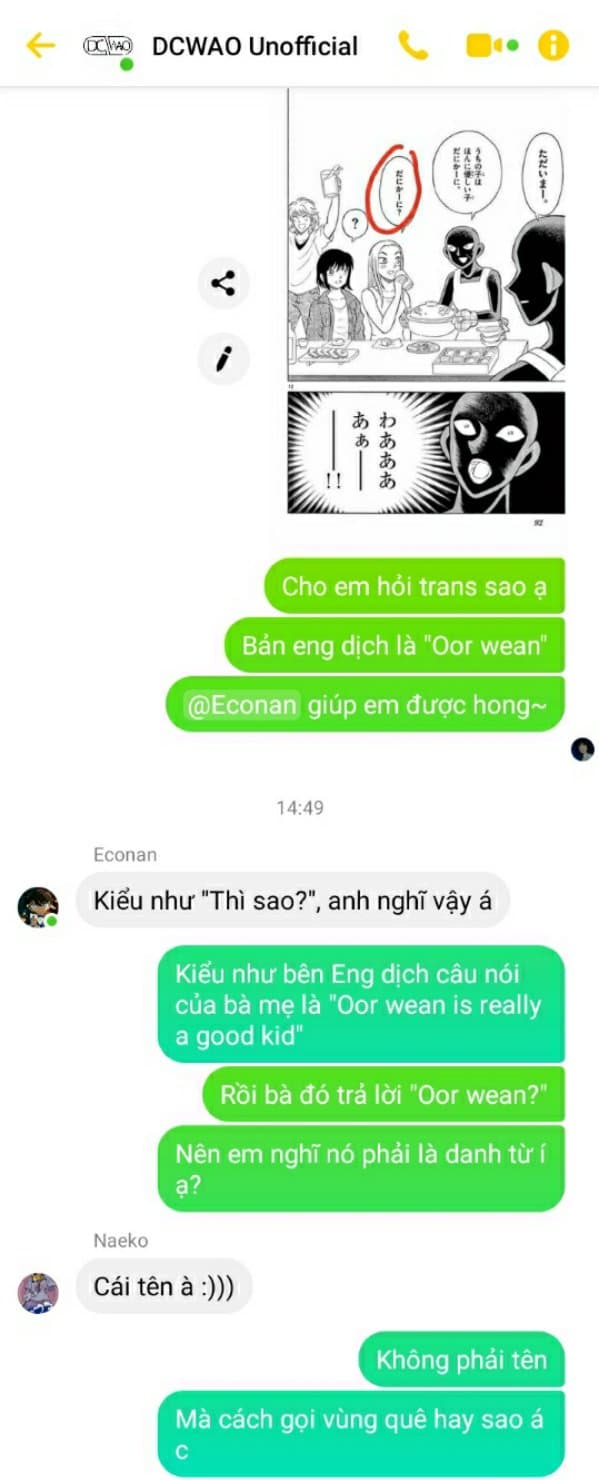 DC WAO
DCWAO Unofficial
ただいまー。
うちの子は
ほんに優しい子
だにかーに。
だにかーに?
?
わあああ
あぁ——!!
92
Cho em hỏi trans sao ạ
Bản eng dịch là "Oor wean"
@Econan giúp em được hong~
14:49
Econan
Kiểu như "Thì sao?", anh nghĩ vậy á
Kiểu như bên Eng dịch câu nói
của bà mẹ là "Oor wean is really
a good kid"
Rồi bà đó trả lời "Oor wean?"
Nên em nghĩ nó phải là danh từ í
ạ?
Naeko
Cái tên à :)))
Không phải tên
Mà cách gọi vùng quê hay sao á
c